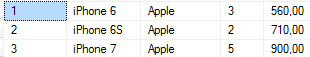 1 iPhone 6 Apple 3 560,00
2 iPhone 6S Apple 2 710,00
3 iPhone 7 Apple 5 900,00